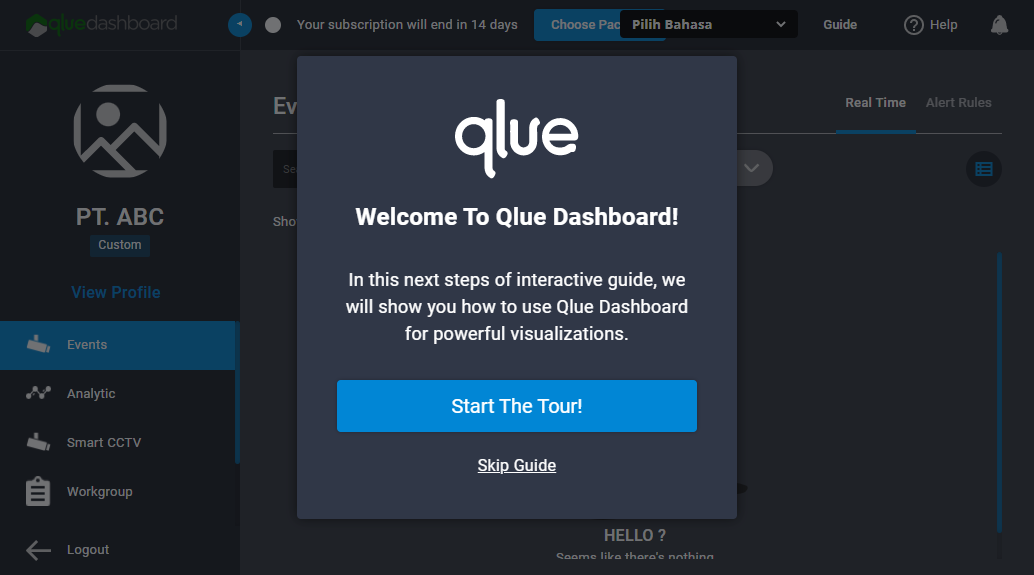 qluedashboard
Your subscription will end in 14 days
Choose Pac
Pilih Bahasa
Guide
Help
PT. ABC
Custom
View Profile
Events
Analytic
Smart CCTV
Workgroup
Logout
Ev
Real Time
Alert Rules
Sea
Sho
qlue
Welcome To Qlue Dashboard!
In this next steps of interactive guide, we
will show you how to use Qlue Dashboard
for powerful visualizations.
Start The Tour!
Skip Guide
HELLO ?
Seems like there's nothing